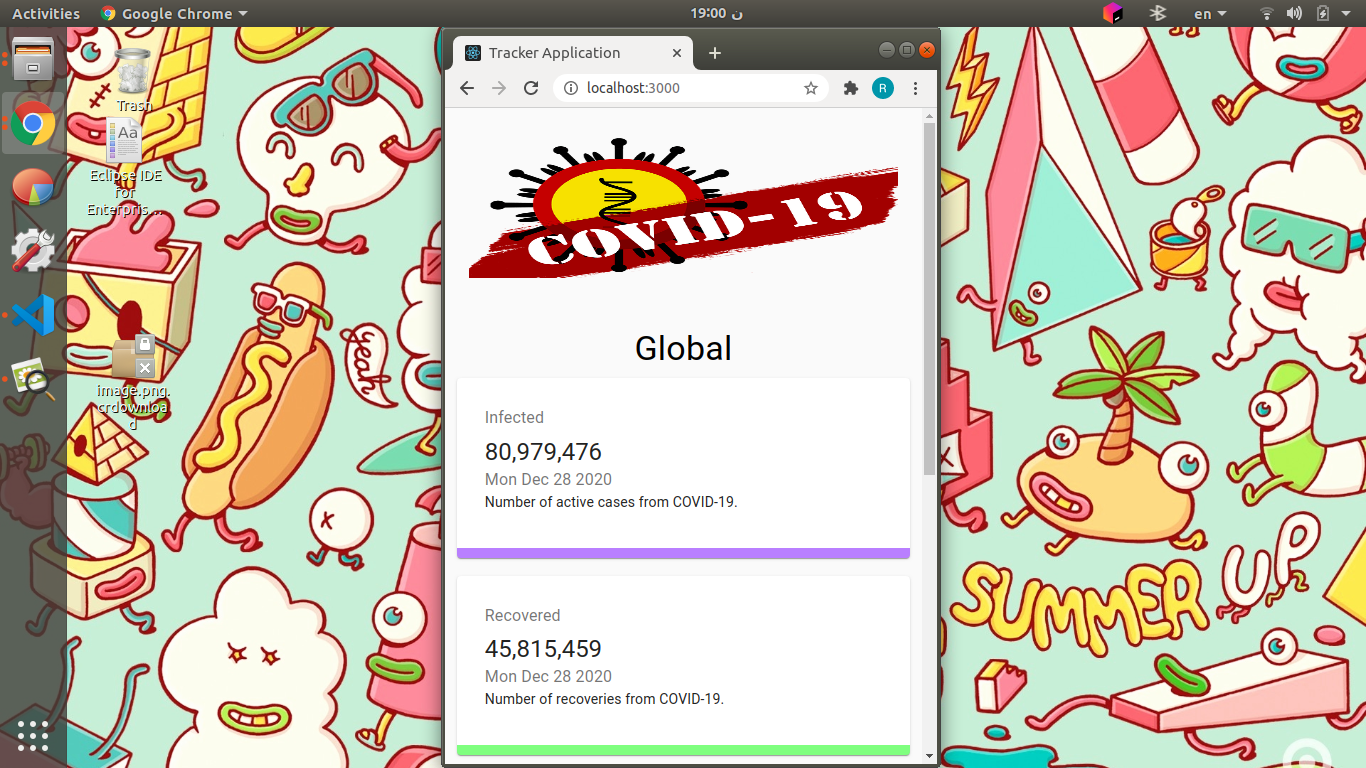 Activities
Google Chrome
19:00 ن
en
Trash
Aa
Eclipse IDE
for
Enterpris…
image.png.
crdownloa
d
yeah
SUMMER UP
Tracker Application
localhost:3000
R
COVID-19
Global
Infected
80,979,476
Mon Dec 28 2020
Number of active cases from COVID-19.
Recovered
45,815,459
Mon Dec 28 2020
Number of recoveries from COVID-19.